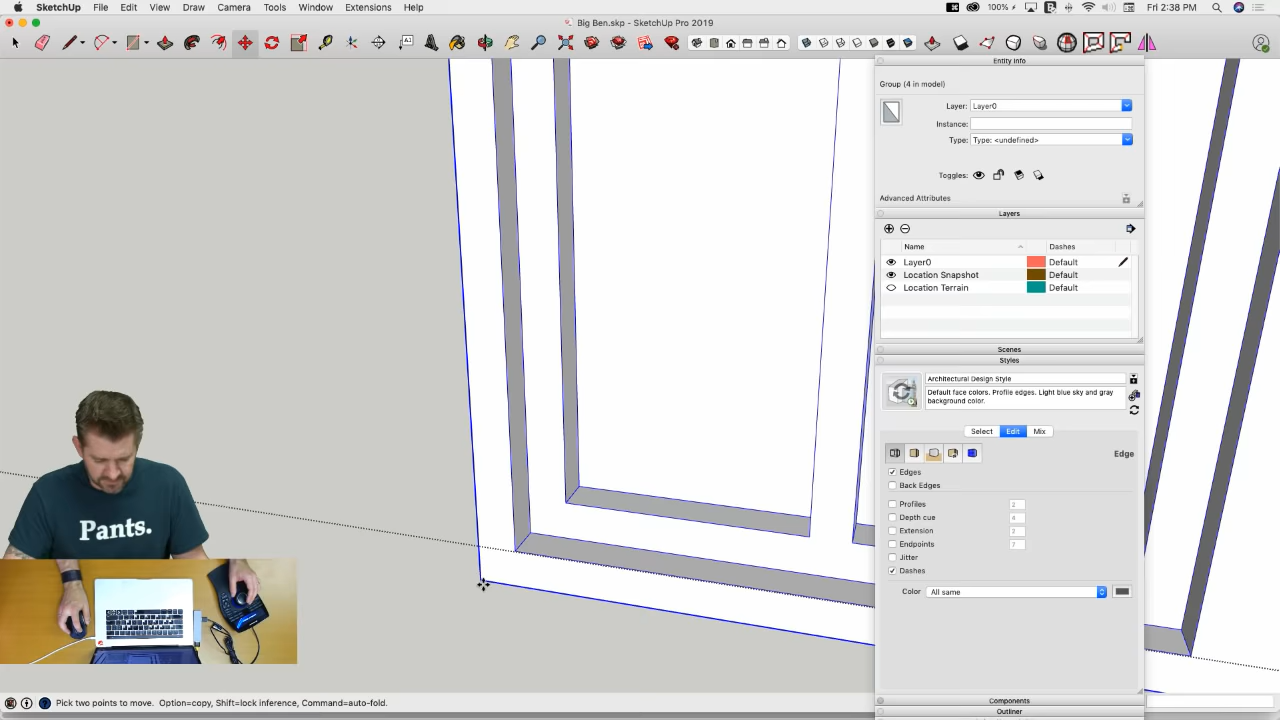 SketchUp File Edit View Draw Camera Tools Window Extensions Help 100% Fri 2:38 PM
Big Ben.skp - SketchUp Pro 2019
Entity Info
Group (4 in model)
Layer: Layer0
Instance:
Type: Type: <undefined>
Toggles:
Advanced Attributes
Layers
Name Dashes
Layer0 Default
Location Snapshot Default
Location Terrain Default
Scenes
Styles
Architectural Design Style
Default face colors. Profile edges. Light blue sky and gray
background color.
Select Edit Mix
Edge
Edges
Back Edges
Profiles 2
Depth cue 4
Extension 2
Endpoints 7
Jitter
Dashes
Color All same
Components
Outliner
Pants.
Pick two points to move. Option=copy, Shift=lock inference, Command=auto-fold.